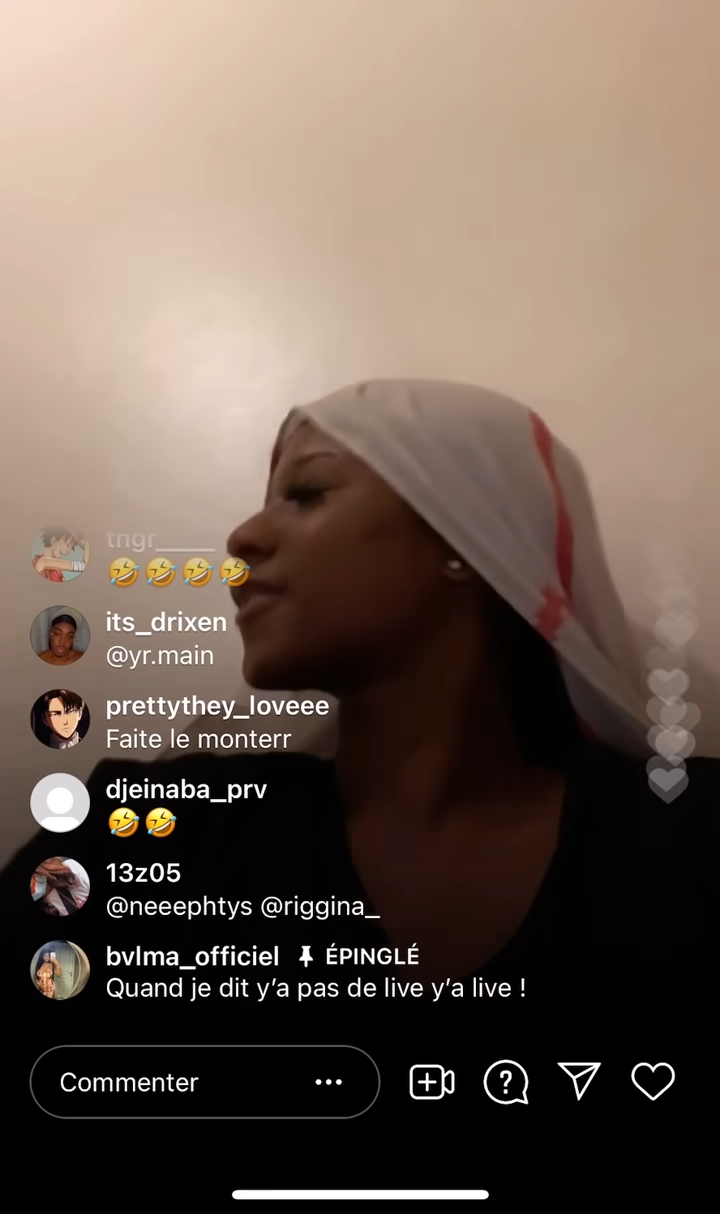 tngr____
🤣🤣🤣🤣
its_drixen
@yr.main
prettythey_loveee
Faite le monterr
djeinaba_prv
🤣🤣
13z05
@neeephtys @riggina_
bvlma_officiel 📌 ÉPINGLÉ
Quand je dit y’a pas de live y’a live !
Commenter